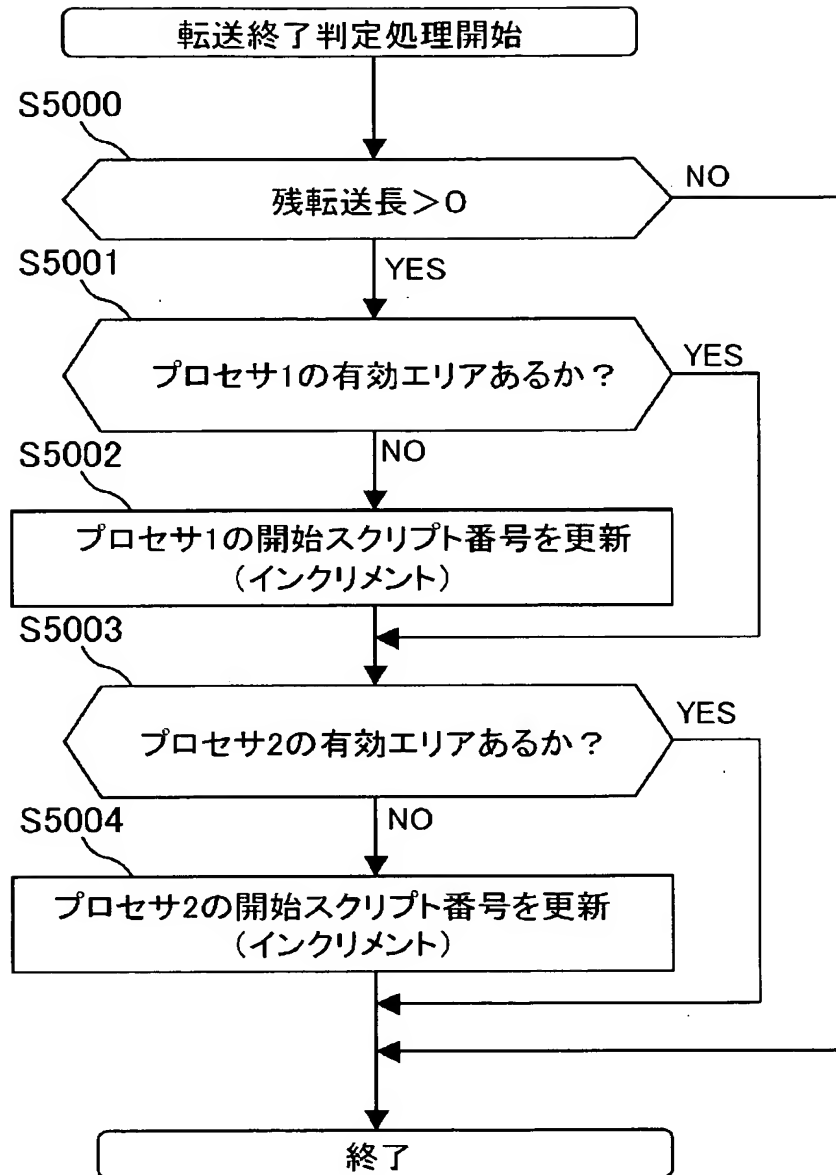 転送終了判定処理開始
S5000
残転送長＞0
NO
YES
S5001
プロセサ1の有効エリアあるか？
YES
NO
S5002
プロセサ1の開始スクリプト番号を更新
(インクリメント)
S5003
プロセサ2の有効エリアあるか？
YES
NO
S5004
プロセサ2の開始スクリプト番号を更新
(インクリメント)
終了